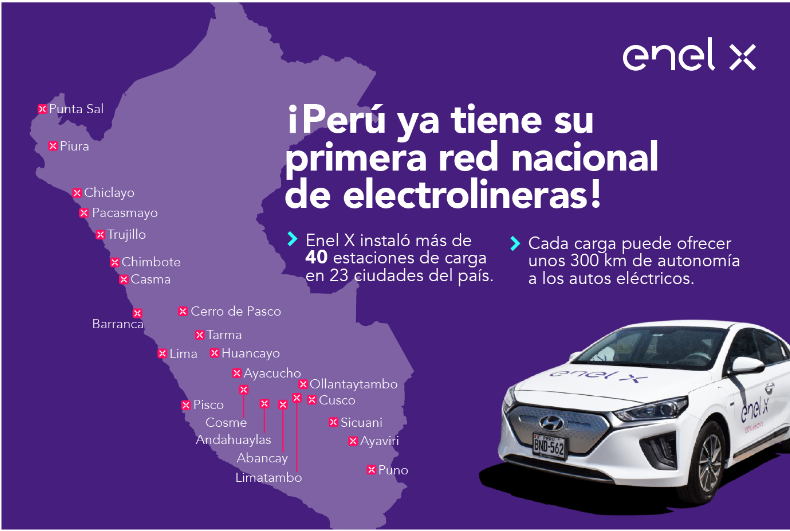 enel x
¡Perú ya tiene su
primera red nacional
de electrolineras!
Enel X instaló más de
40 estaciones de carga
en 23 ciudades del país.
Cada carga puede ofrecer
unos 300 km de autonomía
a los autos eléctricos.
Punta Sal
Piura
Chiclayo
Pacasmayo
Trujillo
Chimbote
Casma
Barranca
Cerro de Pasco
Tarma
Lima
Huancayo
Ayacucho
Ollantaytambo
Cusco
Pisco
Cosme
Andahuaylas
Abancay
Limatambo
Sicuani
Ayaviri
Puno
enel x
enel x
BND-562